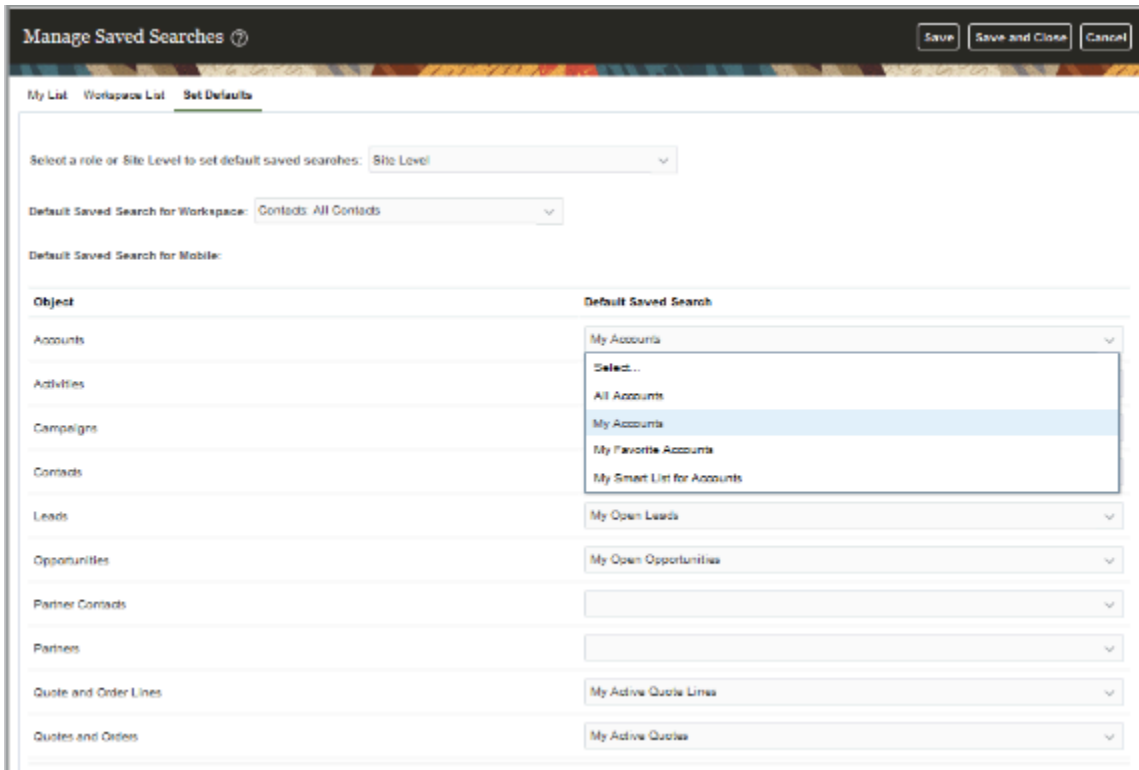 Manage Saved Searches ?
Save Save and Close Cancel
My List Workspace List Set Defaults
Select a role or Site Level to set default saved searches: Site Level
Default Saved Search for Workspace: Contacts: All Contacts
Default Saved Search for Mobile:
Object Default Saved Search
Accounts My Accounts
Select...
Activities
All Accounts
Campaigns My Accounts
My Favorite Accounts
Contacts
My Smart List for Accounts
Leads My Open Leads
Opportunities My Open Opportunities
Partner Contacts
Partners
Quote and Order Lines My Active Quote Lines
Quotes and Orders My Active Quotes